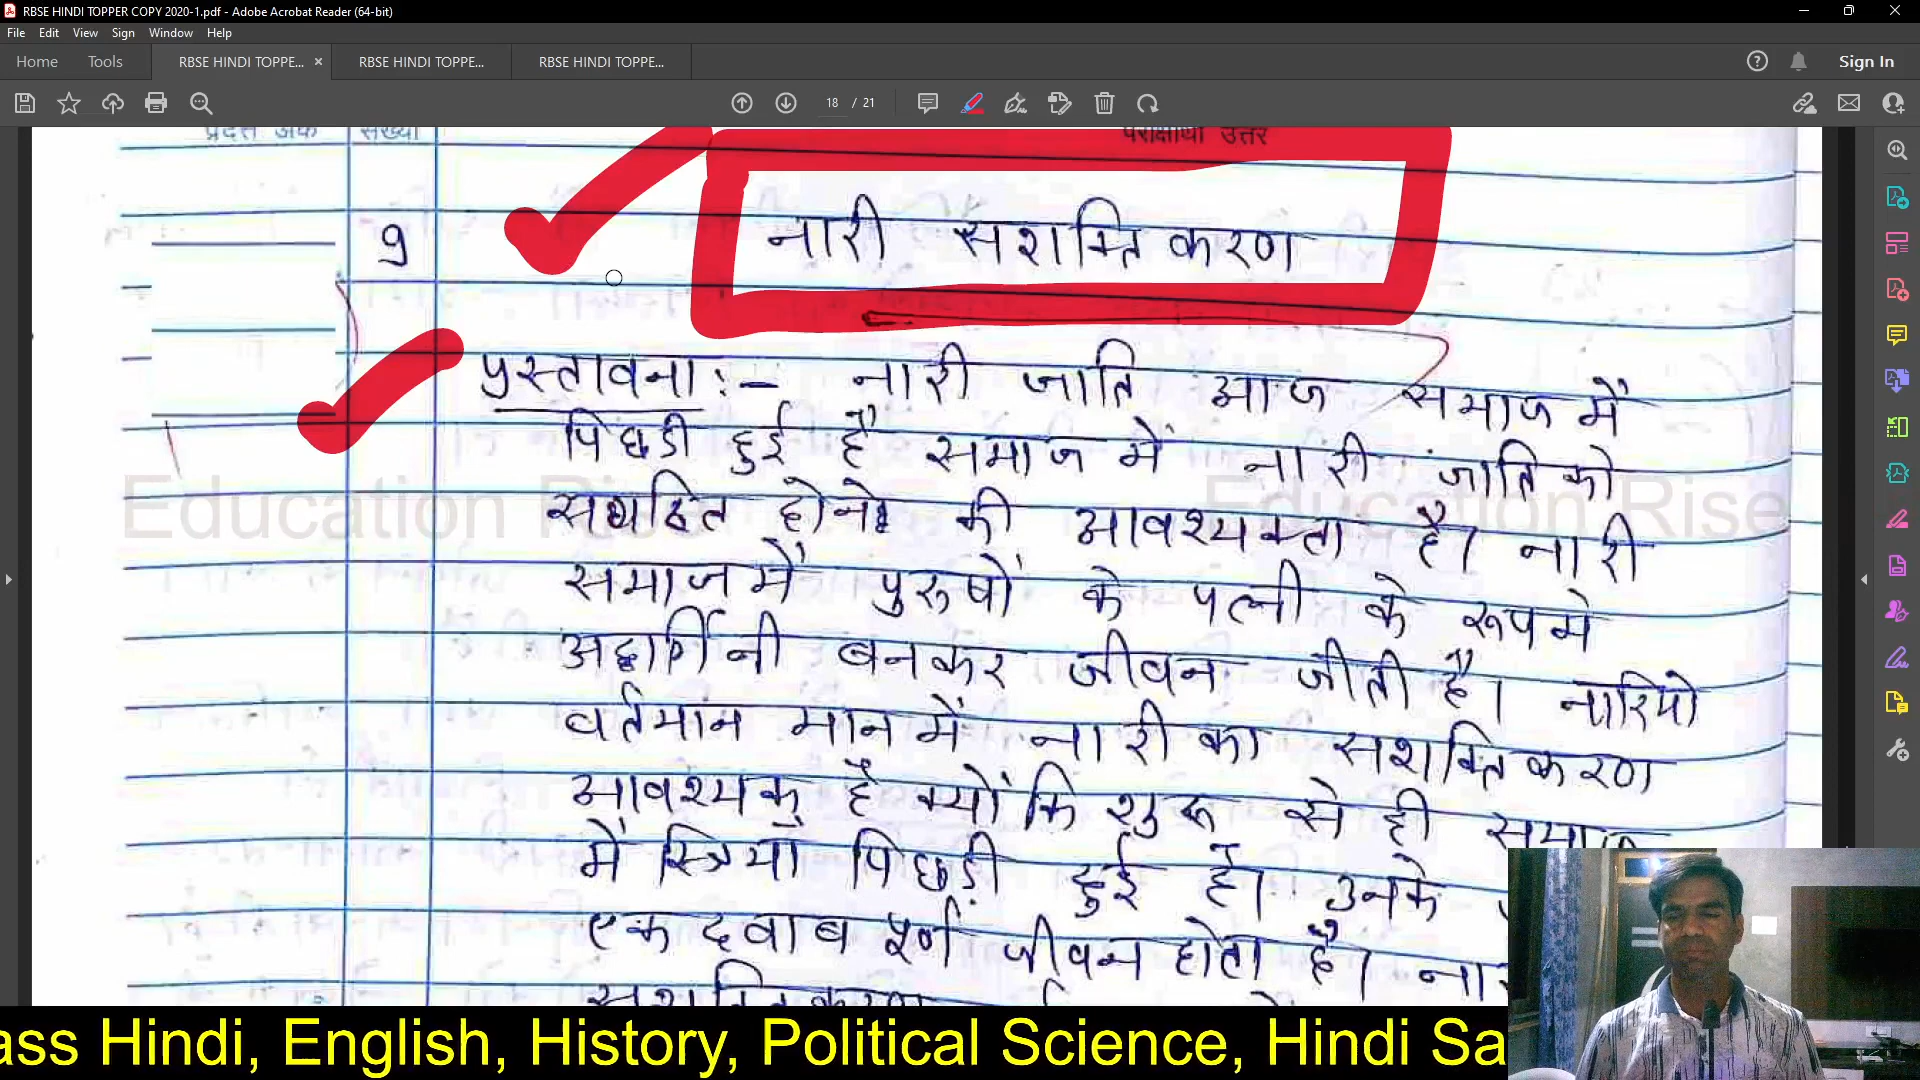 RBSE HINDI TOPPER COPY 2020-1.pdf - Adobe Acrobat Reader (64-bit)
File Edit View Sign Window Help
Home Tools RBSE HINDI TOPPE... × RBSE HINDI TOPPE... RBSE HINDI TOPPE... Sign In
18 / 21
प्रदत्त अंक संख्या परीक्षार्थी उत्तर
9 नारी सशक्तिकरण
प्रस्तावना :- नारी जाति आज समाज में
पिछडी हुई है समाज में नारी जाति को
होने की आवश्यक्ता है। नारी
समाज में पुरुषों के पत्नी के रूप मे
बनकर जीवन जीती है। नारियो
वर्तमान मान में नारी का सशक्तिकरण
आवश्यक है क्यों कि शुरू से ही समाज
में स्त्रियाँ पिछड़ी हुई है। उनके
एक दबाब पूर्ण जीवन होता है। ना
सशक्तिकरण
Education Rise
Education Rise
ass Hindi, English, History, Political Science, Hindi Sa